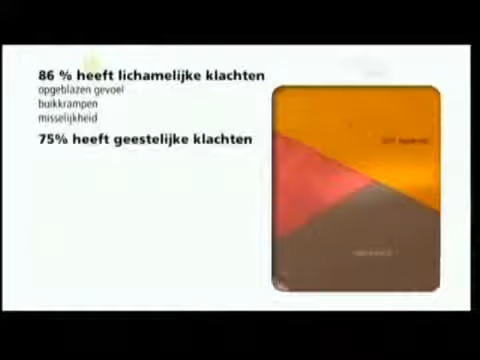 86 % heeft lichamelijke klachten
opgeblazen gevoel
buikkrampen
misselijkheid
75% heeft geestelijke klachten